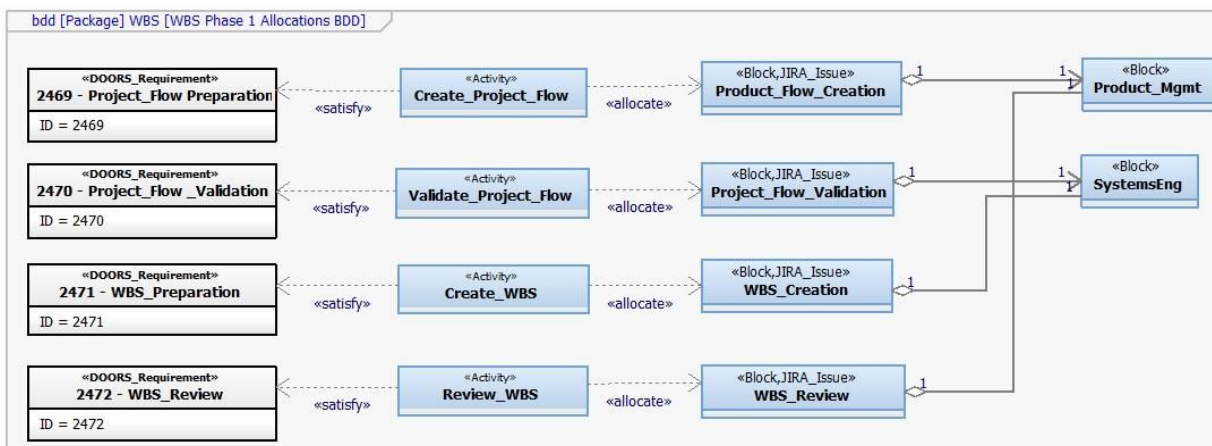 bdd [Package] WBS [WBS Phase 1 Allocations BDD]
«DOORS_Requirement»
2469 - Project_Flow Preparation
ID = 2469
«satisfy»
«Activity»
Create_Project_Flow
«allocate»
«Block,JIRA_Issue»
Product_Flow_Creation
1
1
1
«Block»
Product_Mgmt
«DOORS_Requirement»
2470 - Project_Flow _Validation
ID = 2470
«satisfy»
«Activity»
Validate_Project_Flow
«allocate»
«Block,JIRA_Issue»
Project_Flow_Validation
1
1
1
«Block»
SystemsEng
«DOORS_Requirement»
2471 - WBS_Preparation
ID = 2471
«satisfy»
«Activity»
Create_WBS
«allocate»
«Block,JIRA_Issue»
WBS_Creation
1
«DOORS_Requirement»
2472 - WBS_Review
ID = 2472
«satisfy»
«Activity»
Review_WBS
«allocate»
«Block,JIRA_Issue»
WBS_Review
1